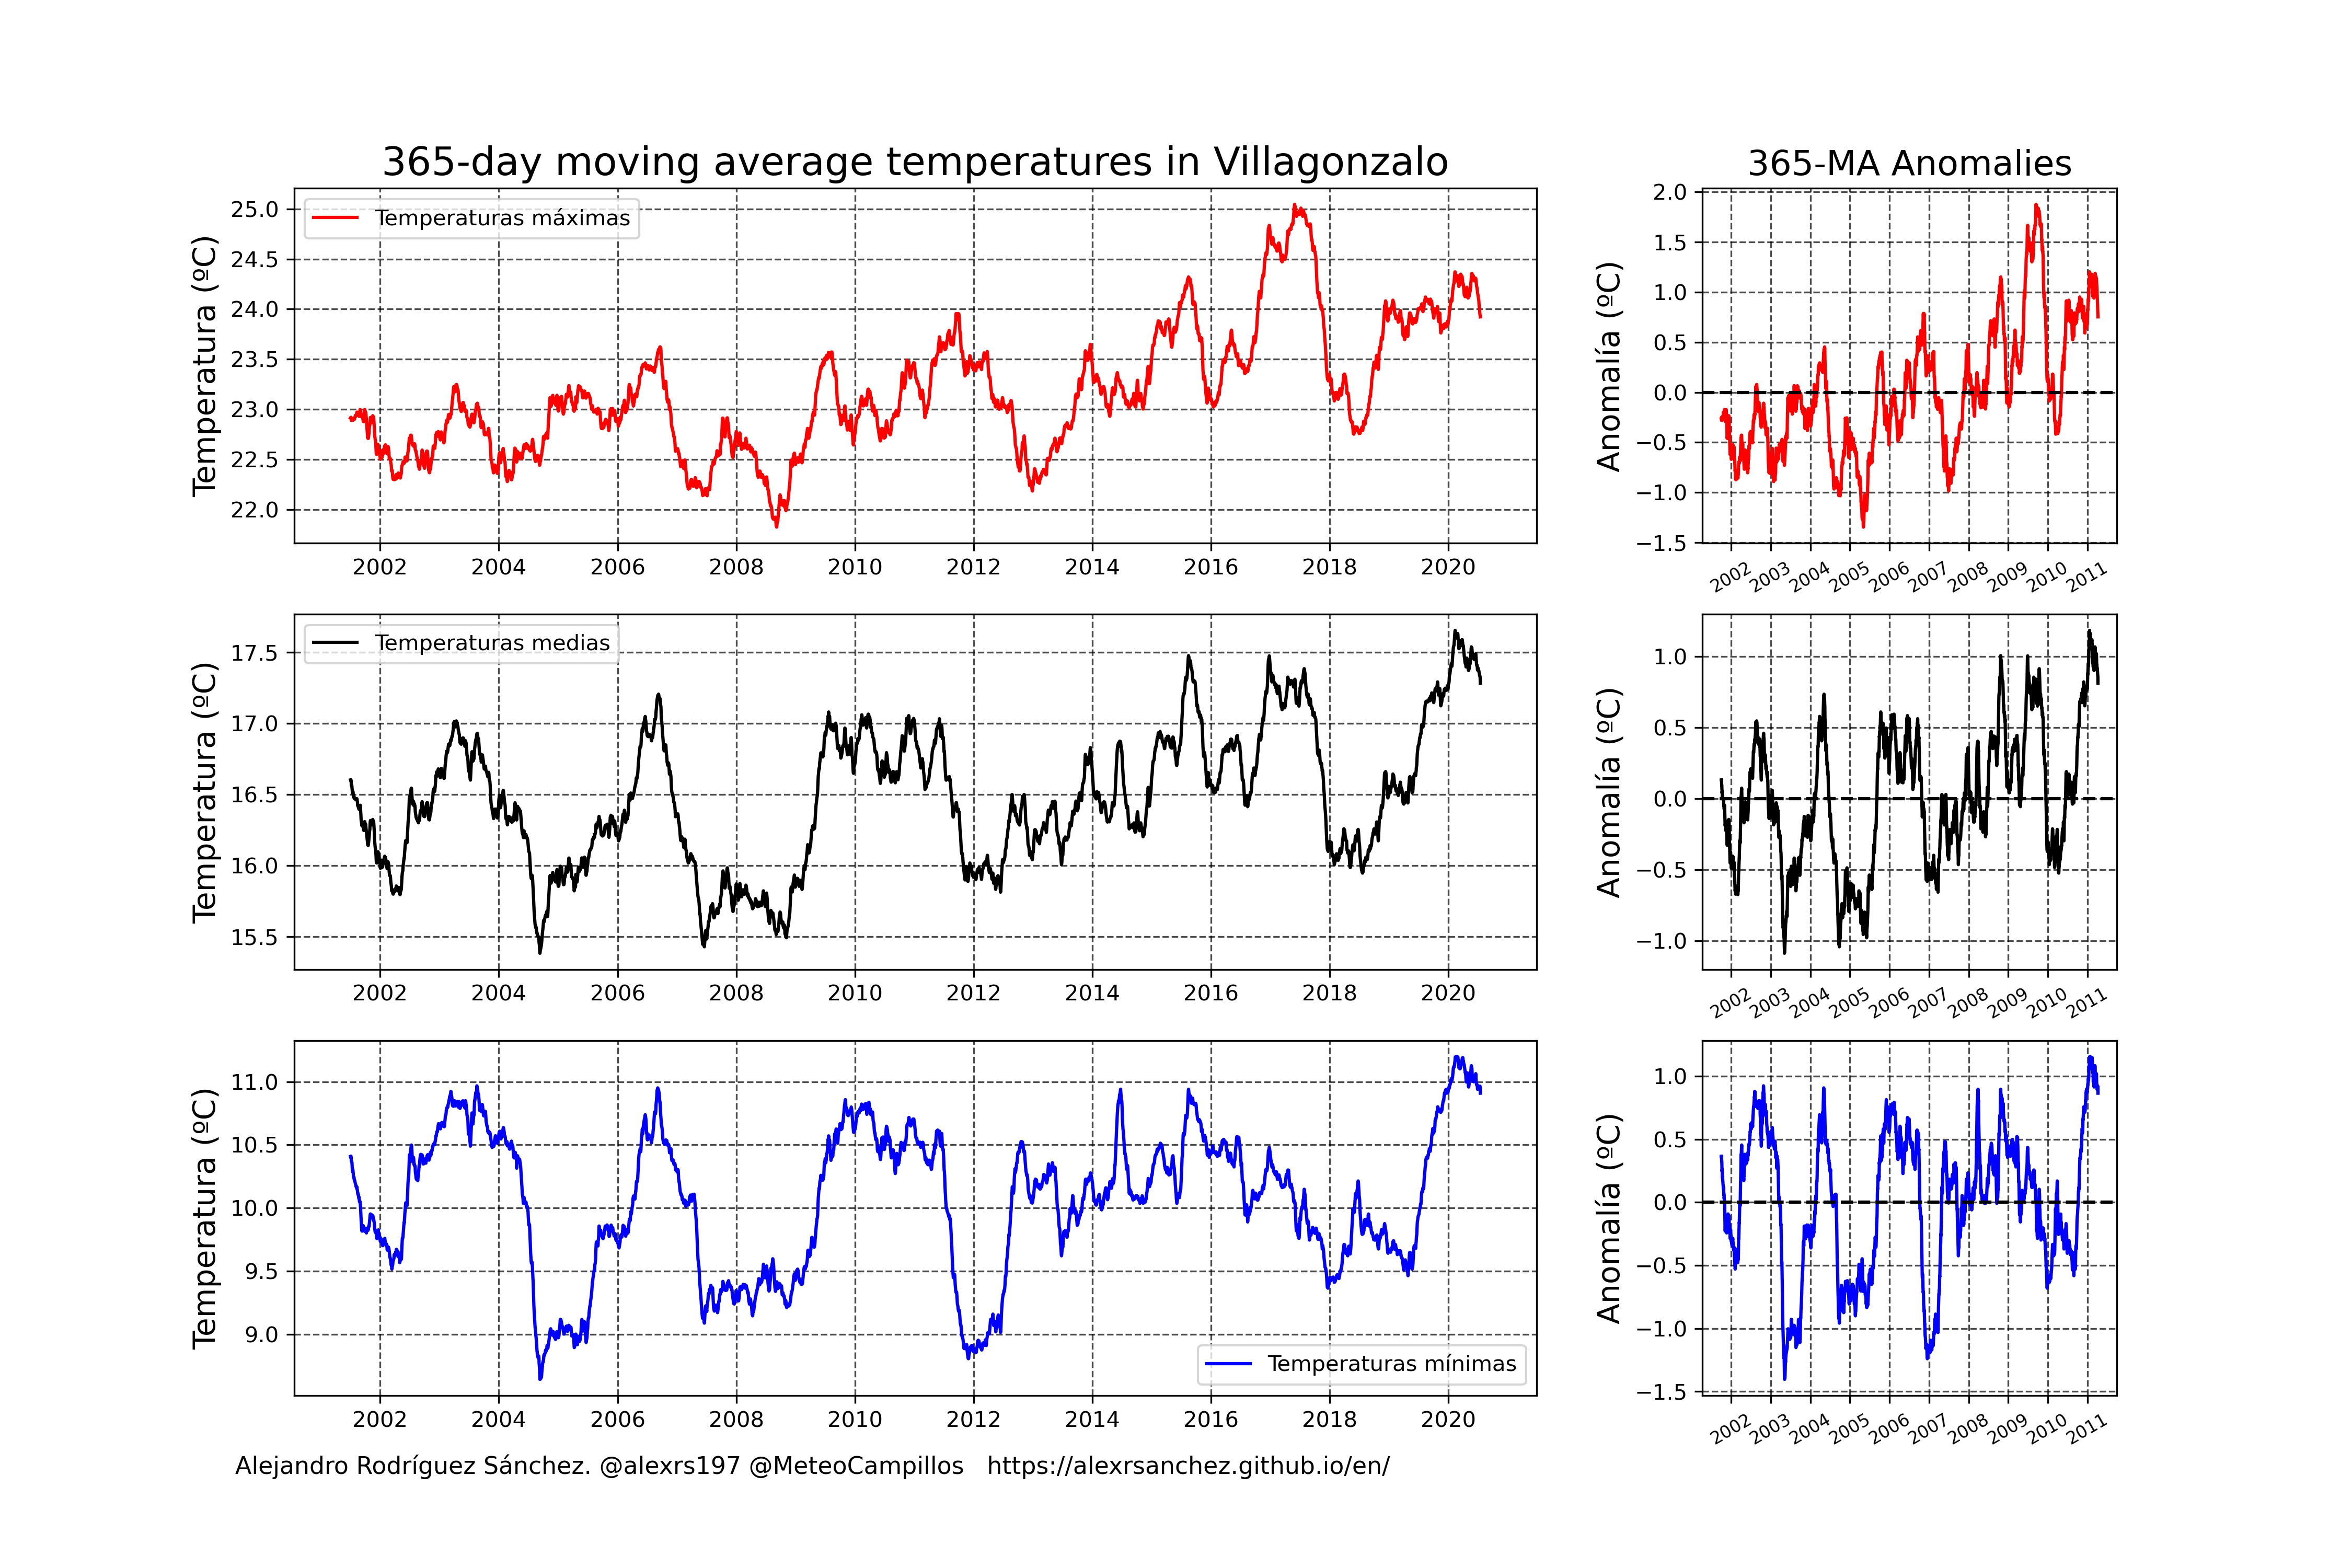 365-day moving average temperatures in Villagonzalo
365-MA Anomalies
Temperatura (ºC)
25.0
24.5
24.0
23.5
23.0
22.5
22.0
Temperaturas máximas
2002 2004 2006 2008 2010 2012 2014 2016 2018 2020
Anomalía (ºC)
2.0
1.5
1.0
0.5
0.0
−0.5
−1.0
−1.5
2002 2003 2004 2005 2006 2007 2008 2009 2010 2011
Temperatura (ºC)
17.5
17.0
16.5
16.0
15.5
Temperaturas medias
2002 2004 2006 2008 2010 2012 2014 2016 2018 2020
Anomalía (ºC)
1.0
0.5
0.0
−0.5
−1.0
2002 2003 2004 2005 2006 2007 2008 2009 2010 2011
Temperatura (ºC)
11.0
10.5
10.0
9.5
9.0
Temperaturas mínimas
2002 2004 2006 2008 2010 2012 2014 2016 2018 2020
Anomalía (ºC)
1.0
0.5
0.0
−0.5
−1.0
−1.5
2002 2003 2004 2005 2006 2007 2008 2009 2010 2011
Alejandro Rodríguez Sánchez. @alexrs197 @MeteoCampillos https://alexrsanchez.github.io/en/